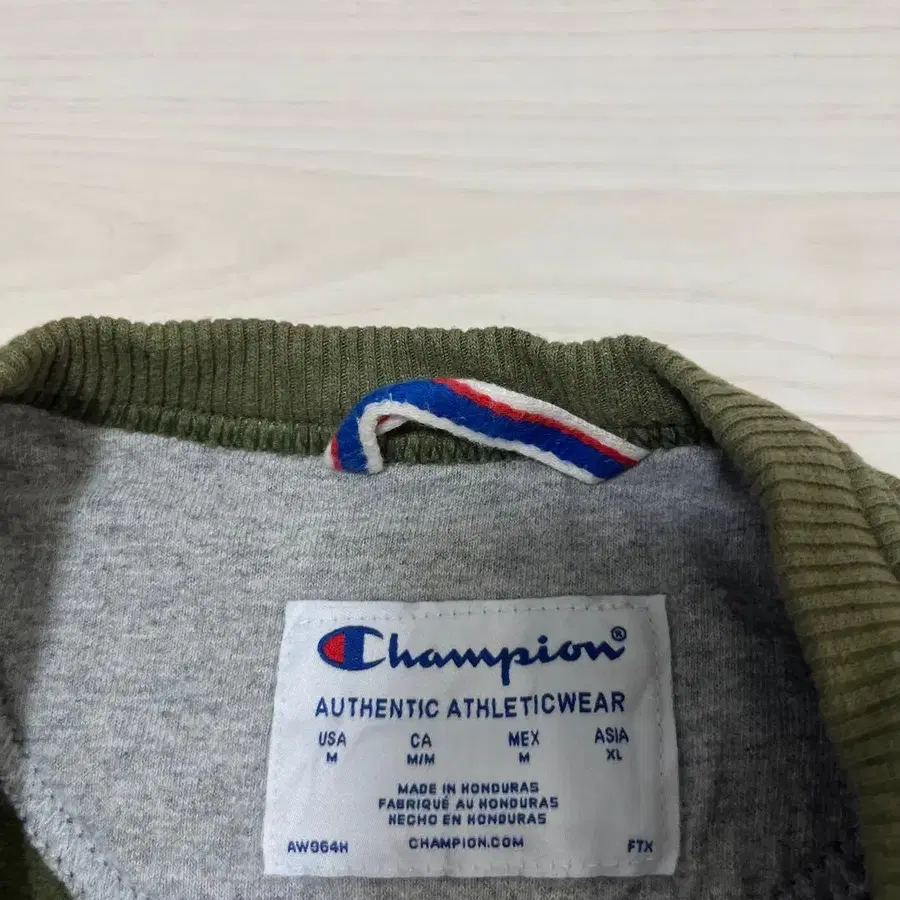 Champion®
AUTHENTIC ATHLETICWEAR
USA CA MEX ASIA
M M/M M XL
MADE IN HONDURAS
FABRIQUÉ AU HONDURAS
HECHO EN HONDURAS
AW964H CHAMPION.COM FTX